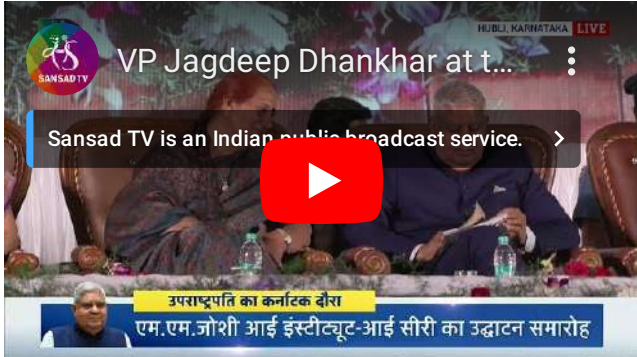 HUBLI, KARNATAKA LIVE
SANSAD TV
VP Jagdeep Dhankhar at t...
Sansad TV is an Indian public broadcast service.
उपराष्ट्रपति का कर्नाटक दौरा
एम.एम.जोशी आई इंस्टीट्यूट-आई सीरी का उद्घाटन समारोह